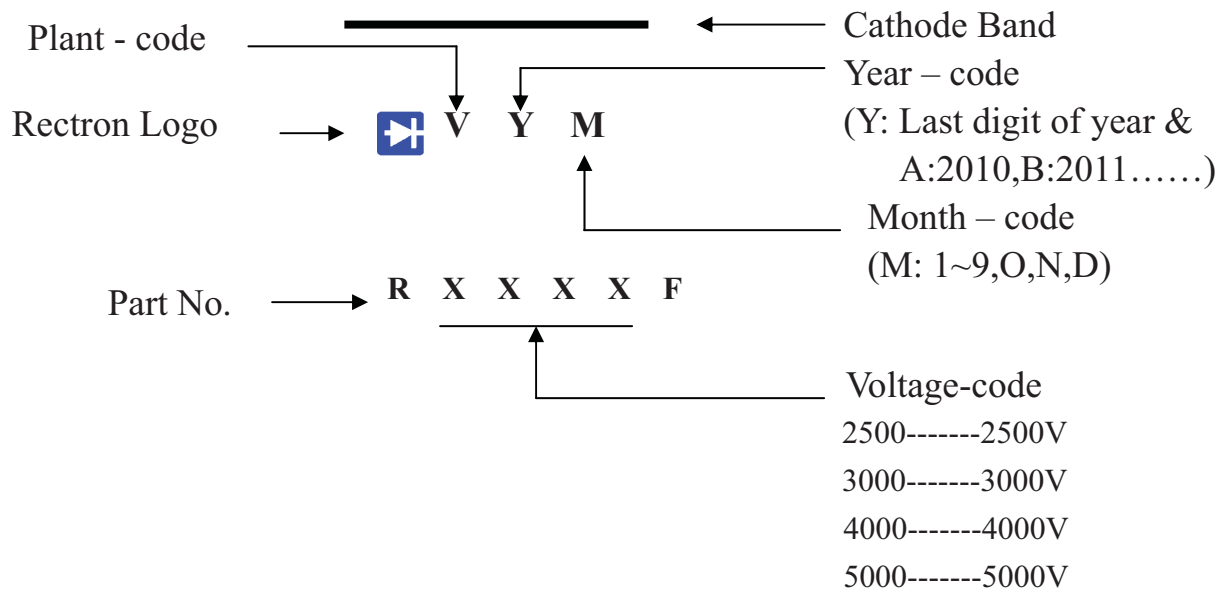 Cathode Band
Plant - code
Year – code
Rectron Logo
V Y M
(Y: Last digit of year &
A:2010,B:2011……)
Month – code
(M: 1~9,O,N,D)
Part No.
R X X X X F
Voltage-code
2500-------2500V
3000-------3000V
4000-------4000V
5000-------5000V